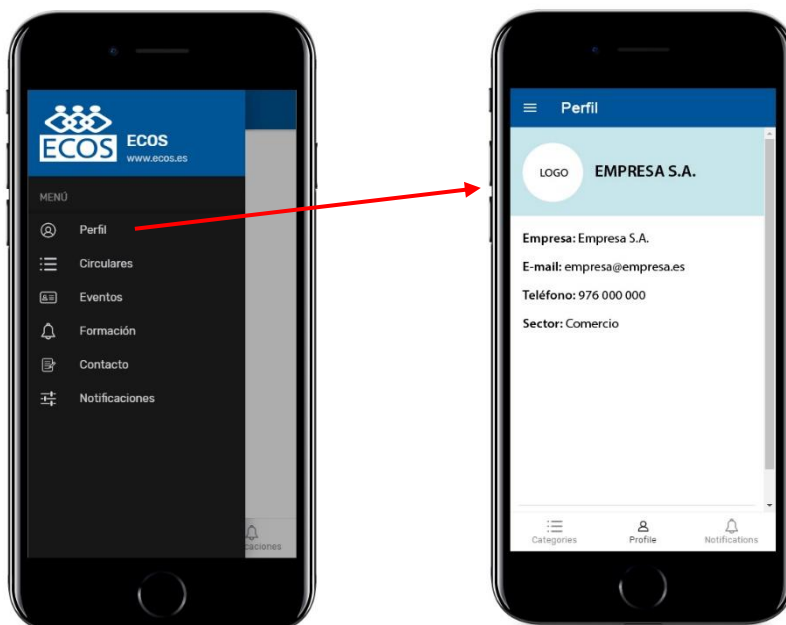 ECOS
ECOS
www.ecos.es
MENÚ
Perfil
Circulares
Eventos
Formación
Contacto
Notificaciones
caciones
Perfil
LOGO
EMPRESA S.A.
Empresa: Empresa S.A.
E-mail: empresa@empresa.es
Teléfono: 976 000 000
Sector: Comercio
Categories
Profile
Notifications